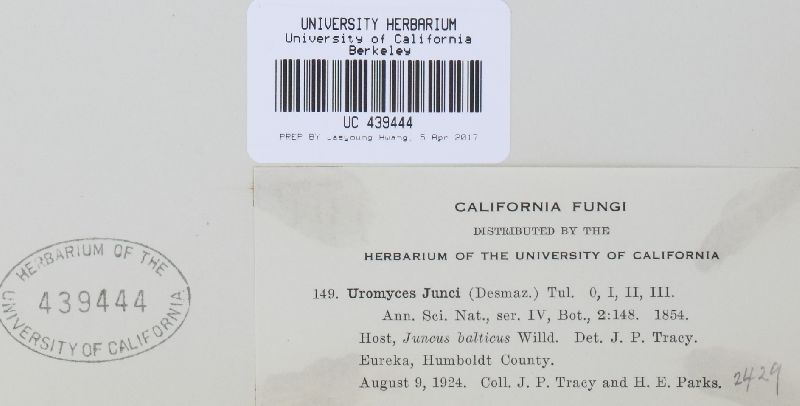 UNIVERSITY HERBARIUM
University of California
Berkeley
UC 439444
PREP BY Jaeyoung Hwang, 5 Apr 2017
CALIFORNIA FUNGI
DISTRIBUTED BY THE
HERBARIUM OF THE UNIVERSITY OF CALIFORNIA
149. Uromyces Junci (Desmaz.) Tul. 0, I, II, III.
Ann. Sci. Nat., ser. IV, Bot., 2:148. 1854.
Host, Juncus balticus Willd. Det. J. P. Tracy.
Eureka, Humboldt County.
August 9, 1924. Coll. J. P. Tracy and H. E. Parks.
2429
HERBARIUM OF THE
439444
UNIVERSITY OF CALIFORNIA